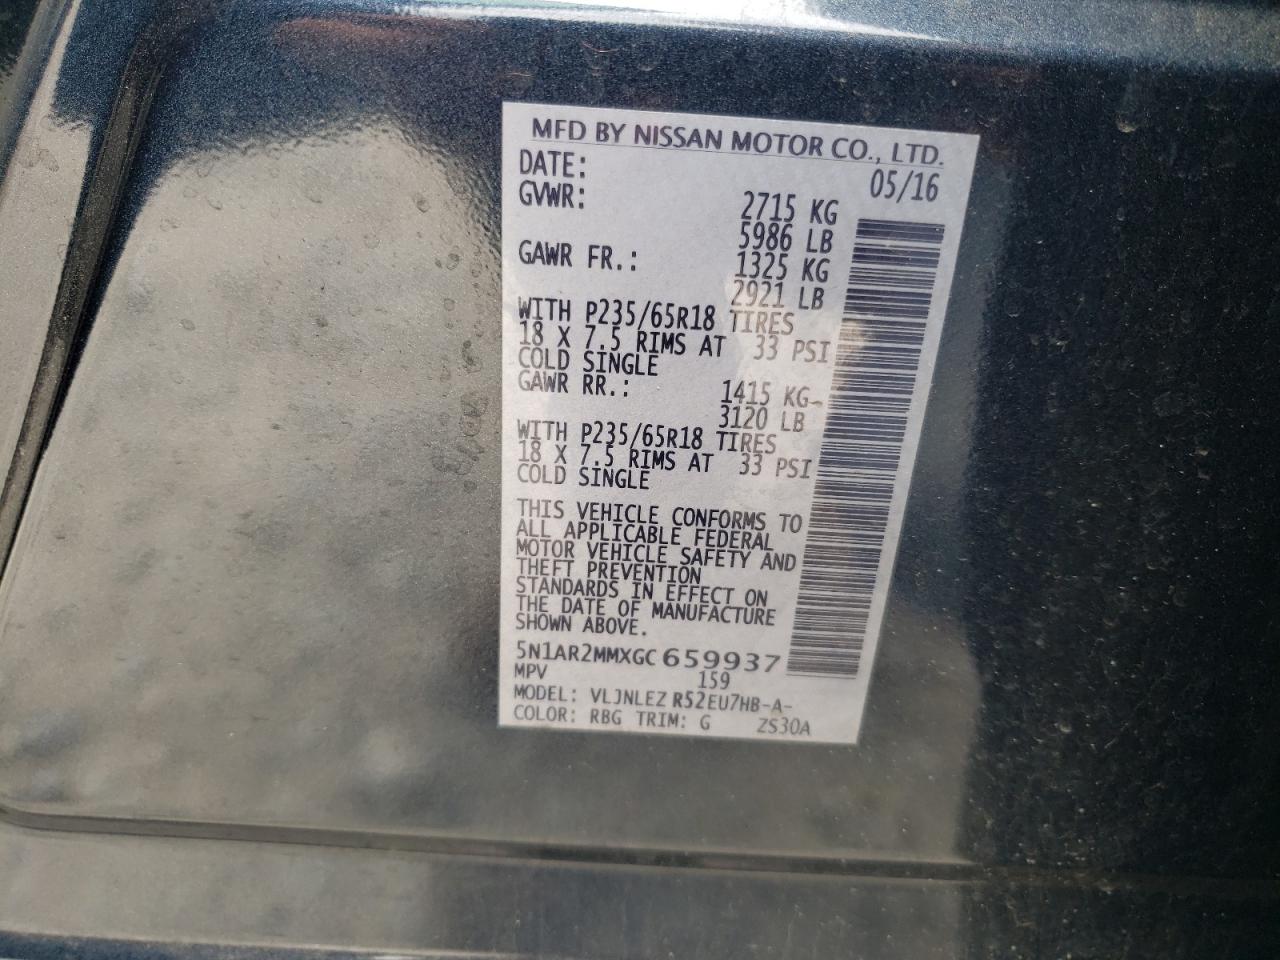 MFD BY NISSAN MOTOR CO., LTD.
DATE: 05/16
GVWR: 2715 KG
5986 LB
GAWR FR.: 1325 KG
2921 LB
WITH P235/65R18 TIRES
18 X 7.5 RIMS AT 33 PSI
COLD SINGLE
GAWR RR.: 1415 KG
3120 LB
WITH P235/65R18 TIRES
18 X 7.5 RIMS AT 33 PSI
COLD SINGLE
THIS VEHICLE CONFORMS TO
ALL APPLICABLE FEDERAL
MOTOR VEHICLE SAFETY AND
THEFT PREVENTION
STANDARDS IN EFFECT ON
THE DATE OF MANUFACTURE
SHOWN ABOVE.
5N1AR2MMXGC 659937
MPV 159
MODEL: VLJNLEZ R52EU7HB-A-
COLOR: RBG TRIM: G ZS30A